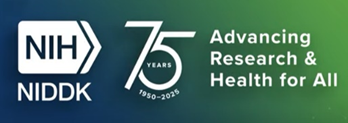 NIH
NIDDK
75
YEARS
1950-2025
Advancing
Research &
Health for All